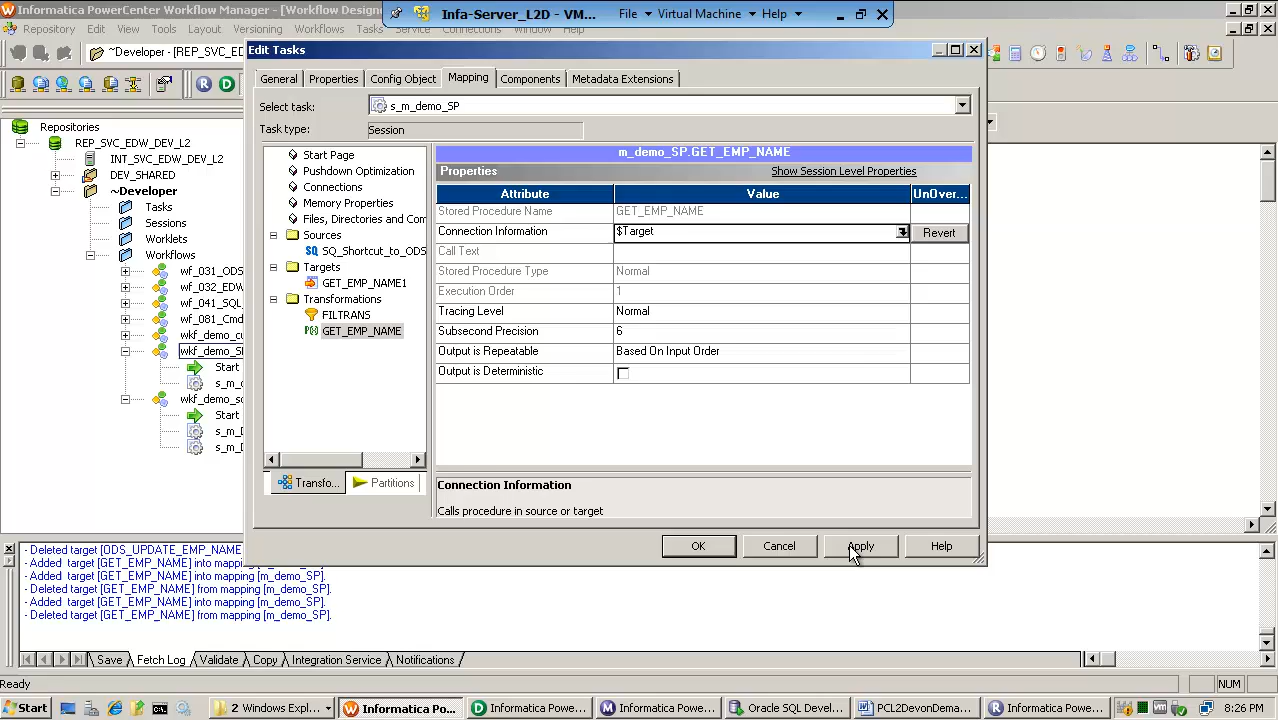 Informatica PowerCenter Workflow Manager - [Workflow Designer
Infa-Server_L2D - VM... File Virtual Machine Help
Repository Edit View Tools Layout Versioning Workflows
~Developer (REP_SVC_ED
Edit Tasks
General Properties Config Object Mapping Components Metadata Extensions
Select task: s_m_demo_SP
Task type: Session
Repositories
REP_SVC_EDW_DEV_L2
INT_SVC_EDW_DEV_L2
DEV_SHARED
~Developer
Tasks
Sessions
Worklets
Workflows
wf_031_ODS
wf_032_EDW
wf_041_SQL
wf_081_Cmd
wkf_demo_cu
wkf_demo_SP
Start
s_m_d
wkf_demo_sc
Start
s_m_D
s_m_D
Start Page
Pushdown Optimization
Connections
Memory Properties
Files, Directories and Com
Sources
SQ_Shortcut_to_ODS
Targets
GET_EMP_NAME1
Transformations
FILTRANS
GET_EMP_NAME
Transfo... Partitions
m_demo_SP.GET_EMP_NAME
Properties Show Session Level Properties
Attribute Value UnOver...
Stored Procedure Name GET_EMP_NAME
Connection Information $Target Revert
Call Text
Stored Procedure Type Normal
Execution Order 1
Tracing Level Normal
Subsecond Precision 6
Output is Repeatable Based On Input Order
Output is Deterministic
Connection Information
Calls procedure in source or target
OK Cancel Apply Help
- Deleted target [ODS_UPDATE_EMP_NAME]
- Added target [GET_EMP_NAME] into mapping [m_demo_SP].
- Added target [GET_EMP_NAME] into mapping [m_demo_SP].
- Deleted target [GET_EMP_NAME] from mapping [m_demo_SP].
- Added target [GET_EMP_NAME] into mapping [m_demo_SP].
- Deleted target [GET_EMP_NAME] from mapping [m_demo_SP].
Save Fetch Log Validate Copy Integration Service Notifications
Ready NUM
Start 2 Windows Expl... Informatica Po... Informatica Powe... Informatica Powe... Oracle SQL Devel... PCL2DevonDema... Informatica Powe... 8:26 PM